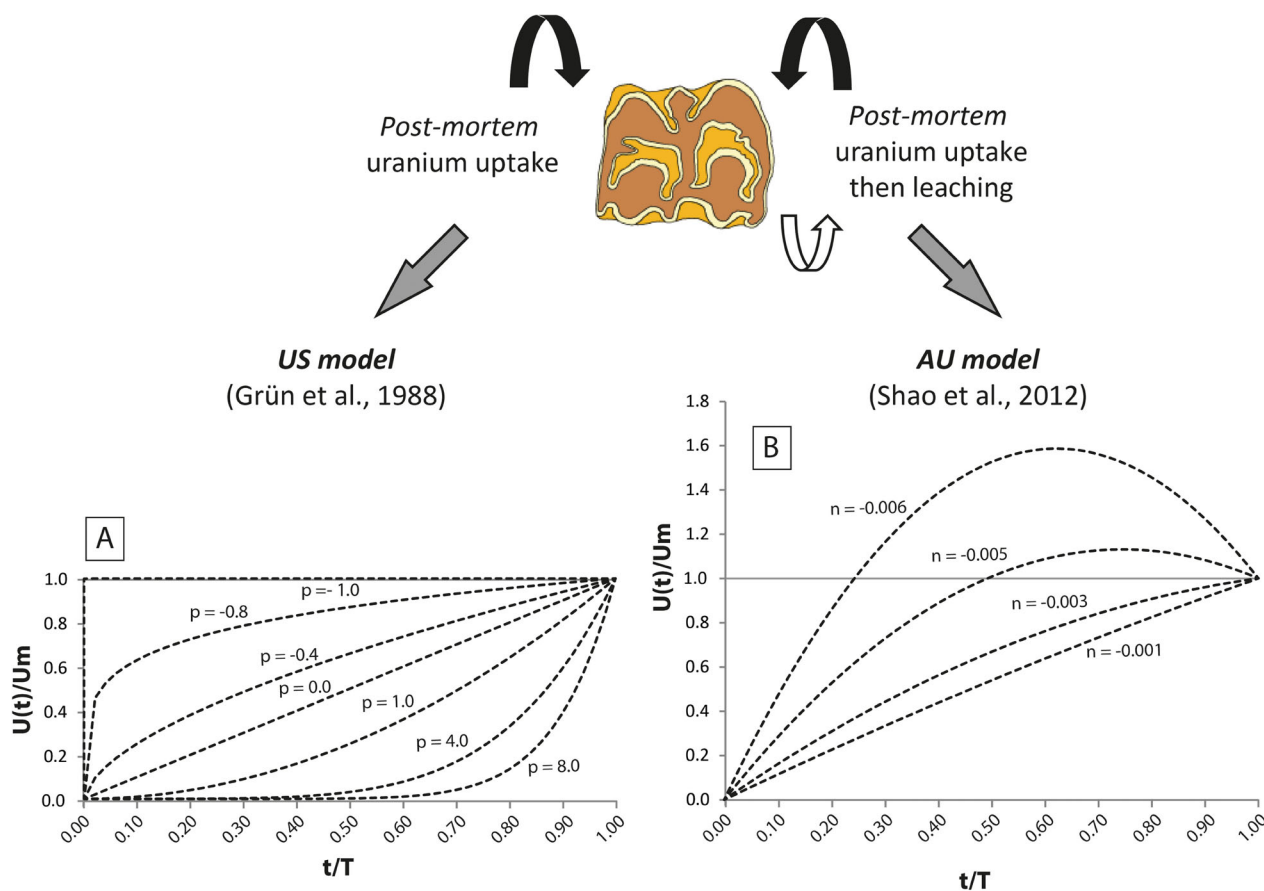 Post-mortem
uranium uptake
Post-mortem
uranium uptake
then leaching
US model
(Grün et al., 1988)
AU model
(Shao et al., 2012)
A
U(t)/Um
1.0
0.8
0.6
0.4
0.2
0.0
p = - 1.0
p = -0.8
p = -0.4
p = 0.0
p = 1.0
p = 4.0
p = 8.0
0.00
0.10
0.20
0.30
0.40
0.50
0.60
0.70
0.80
0.90
1.00
t/T
B
U(t)/Um
1.8
1.6
1.4
1.2
1.0
0.8
0.6
0.4
0.2
0.0
n = -0.006
n = -0.005
n = -0.003
n = -0.001
0.00
0.10
0.20
0.30
0.40
0.50
0.60
0.70
0.80
0.90
1.00
t/T